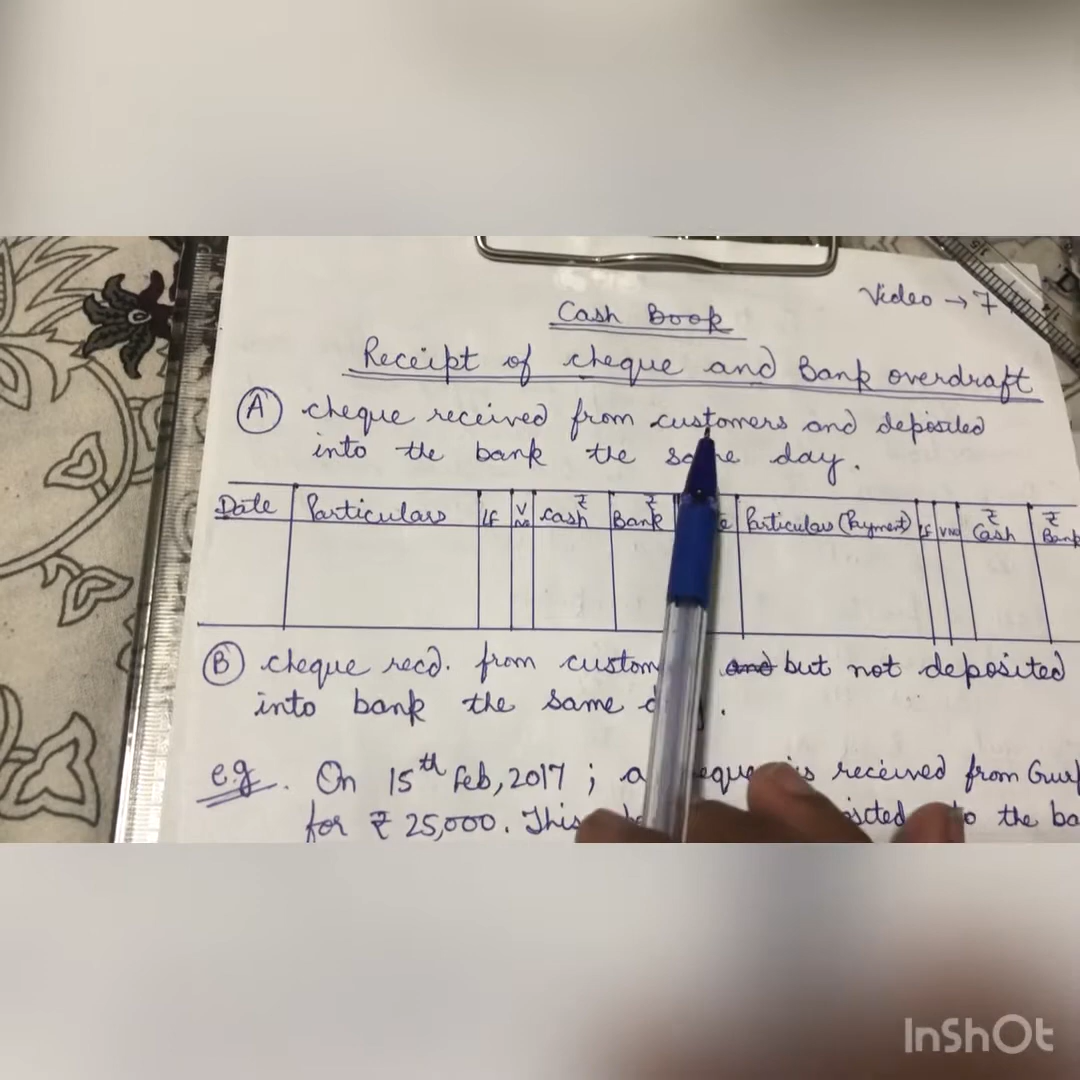 Video → 7
Cash Book
Receipt of cheque and Bank overdraft
(A) cheque received from customers and deposited
into the bank the same day.
Date Particulars LF V No ₹ Cash ₹ Bank Particulars (Payment) LF VNo ₹ Cash ₹ Bank
(B) cheque recd. from custom and but not deposited
into bank the same
e.g. On 15th Feb, 2017 ; a is received from
for ₹ 25,000. This to the
InShOt